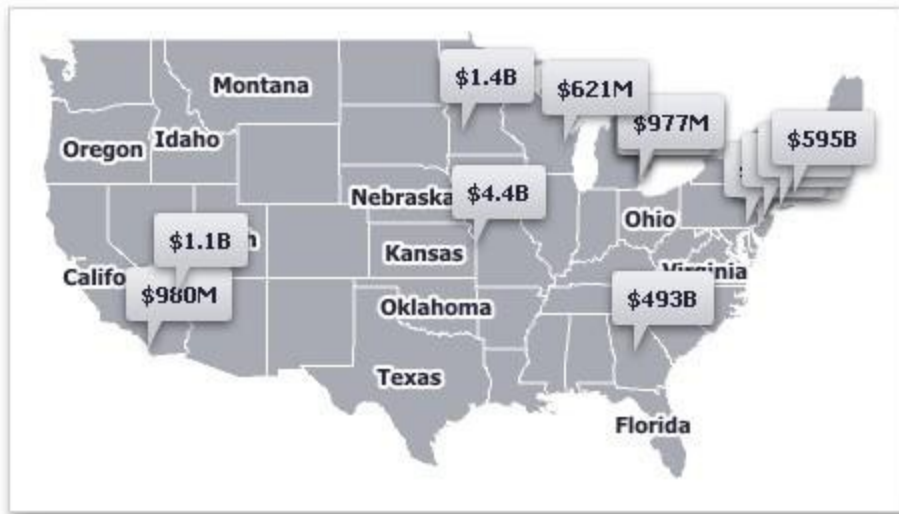 $1.4B
$621M
Montana
$977M
$595B
Oregon
Idaho
Nebraska
$4.4B
Ohio
$1.1B
Kansas
Virginia
Califo
$980M
Oklahoma
$493B
Texas
Florida